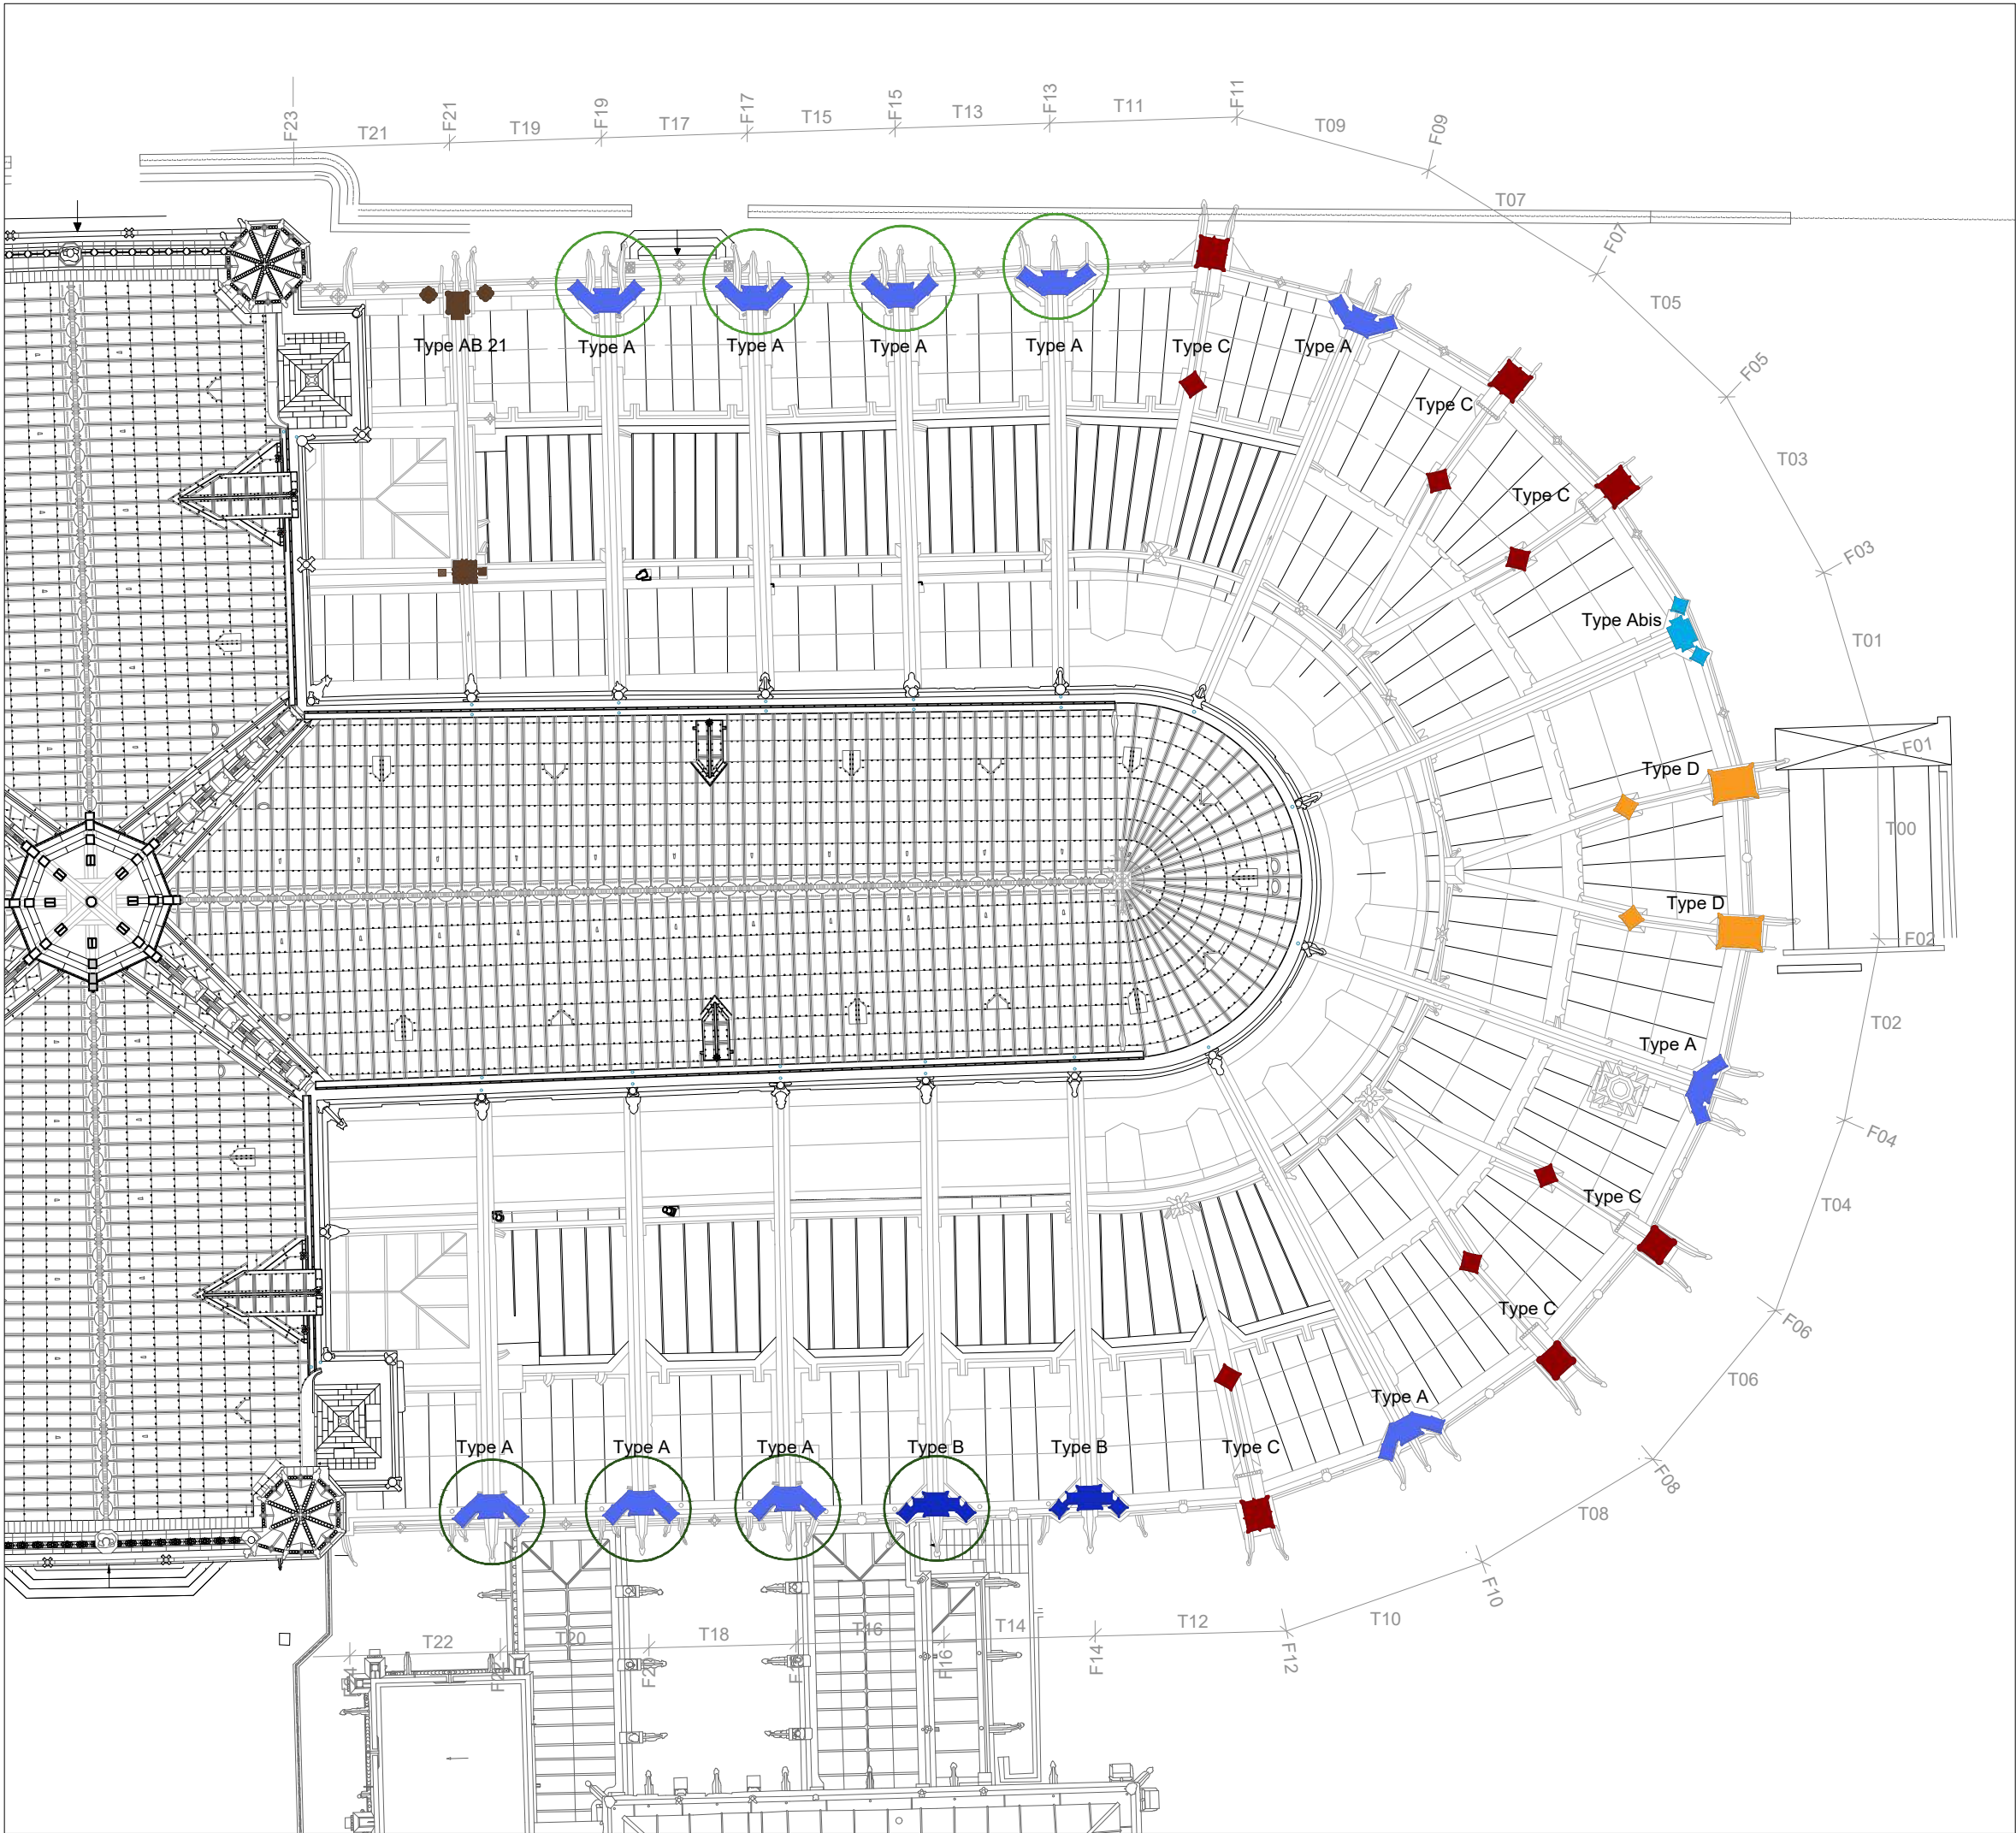 F23
T21
F21
T19
F19
T17
F17
T15
F15
T13
F13
T11
F11
T09
F09
T07
F07
T05
F05
T03
F03
T01
F01
T00
F02
T02
F04
T04
F06
T06
F08
T08
F10
T10
F12
T12
F14
T14
F16
T16
T18
T20
T22
Type AB 21
Type A
Type A
Type A
Type A
Type C
Type A
Type C
Type C
Type Abis
Type D
Type D
Type A
Type C
Type C
Type A
Type C
Type B
Type B
Type A
Type A
Type A